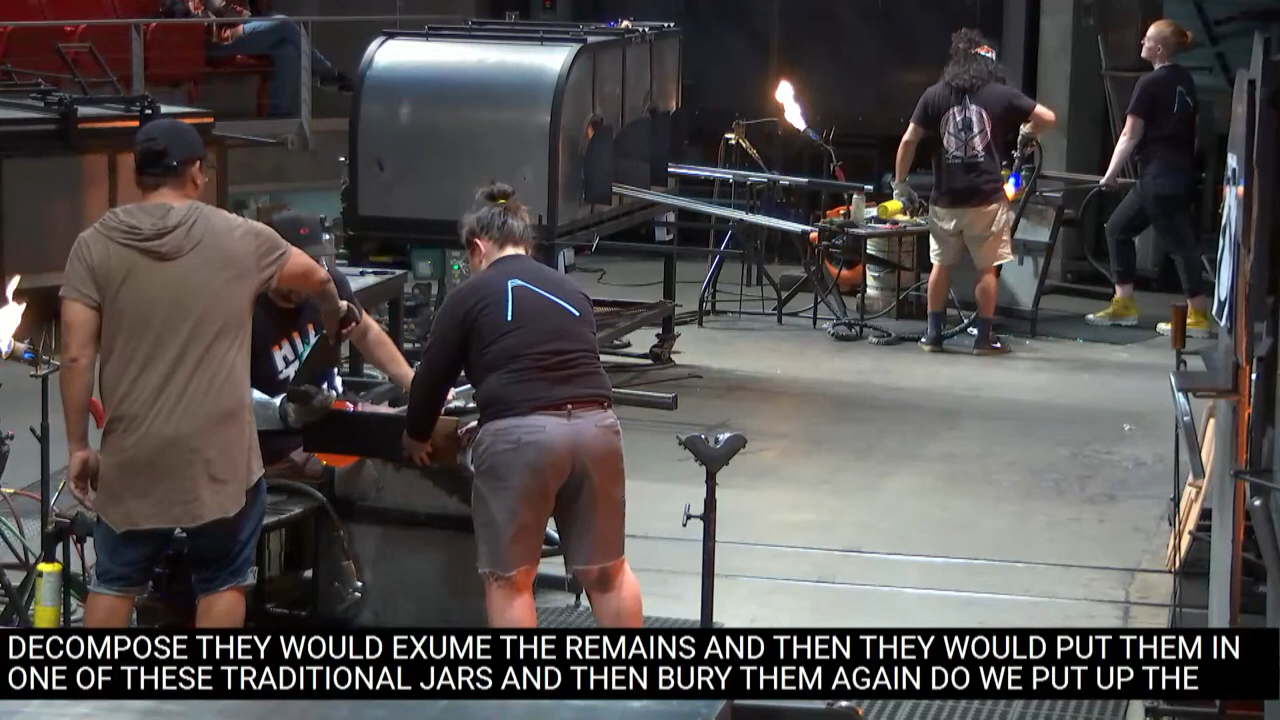 DECOMPOSE THEY WOULD EXUME THE REMAINS AND THEN THEY WOULD PUT THEM IN
ONE OF THESE TRADITIONAL JARS AND THEN BURY THEM AGAIN DO WE PUT UP THE